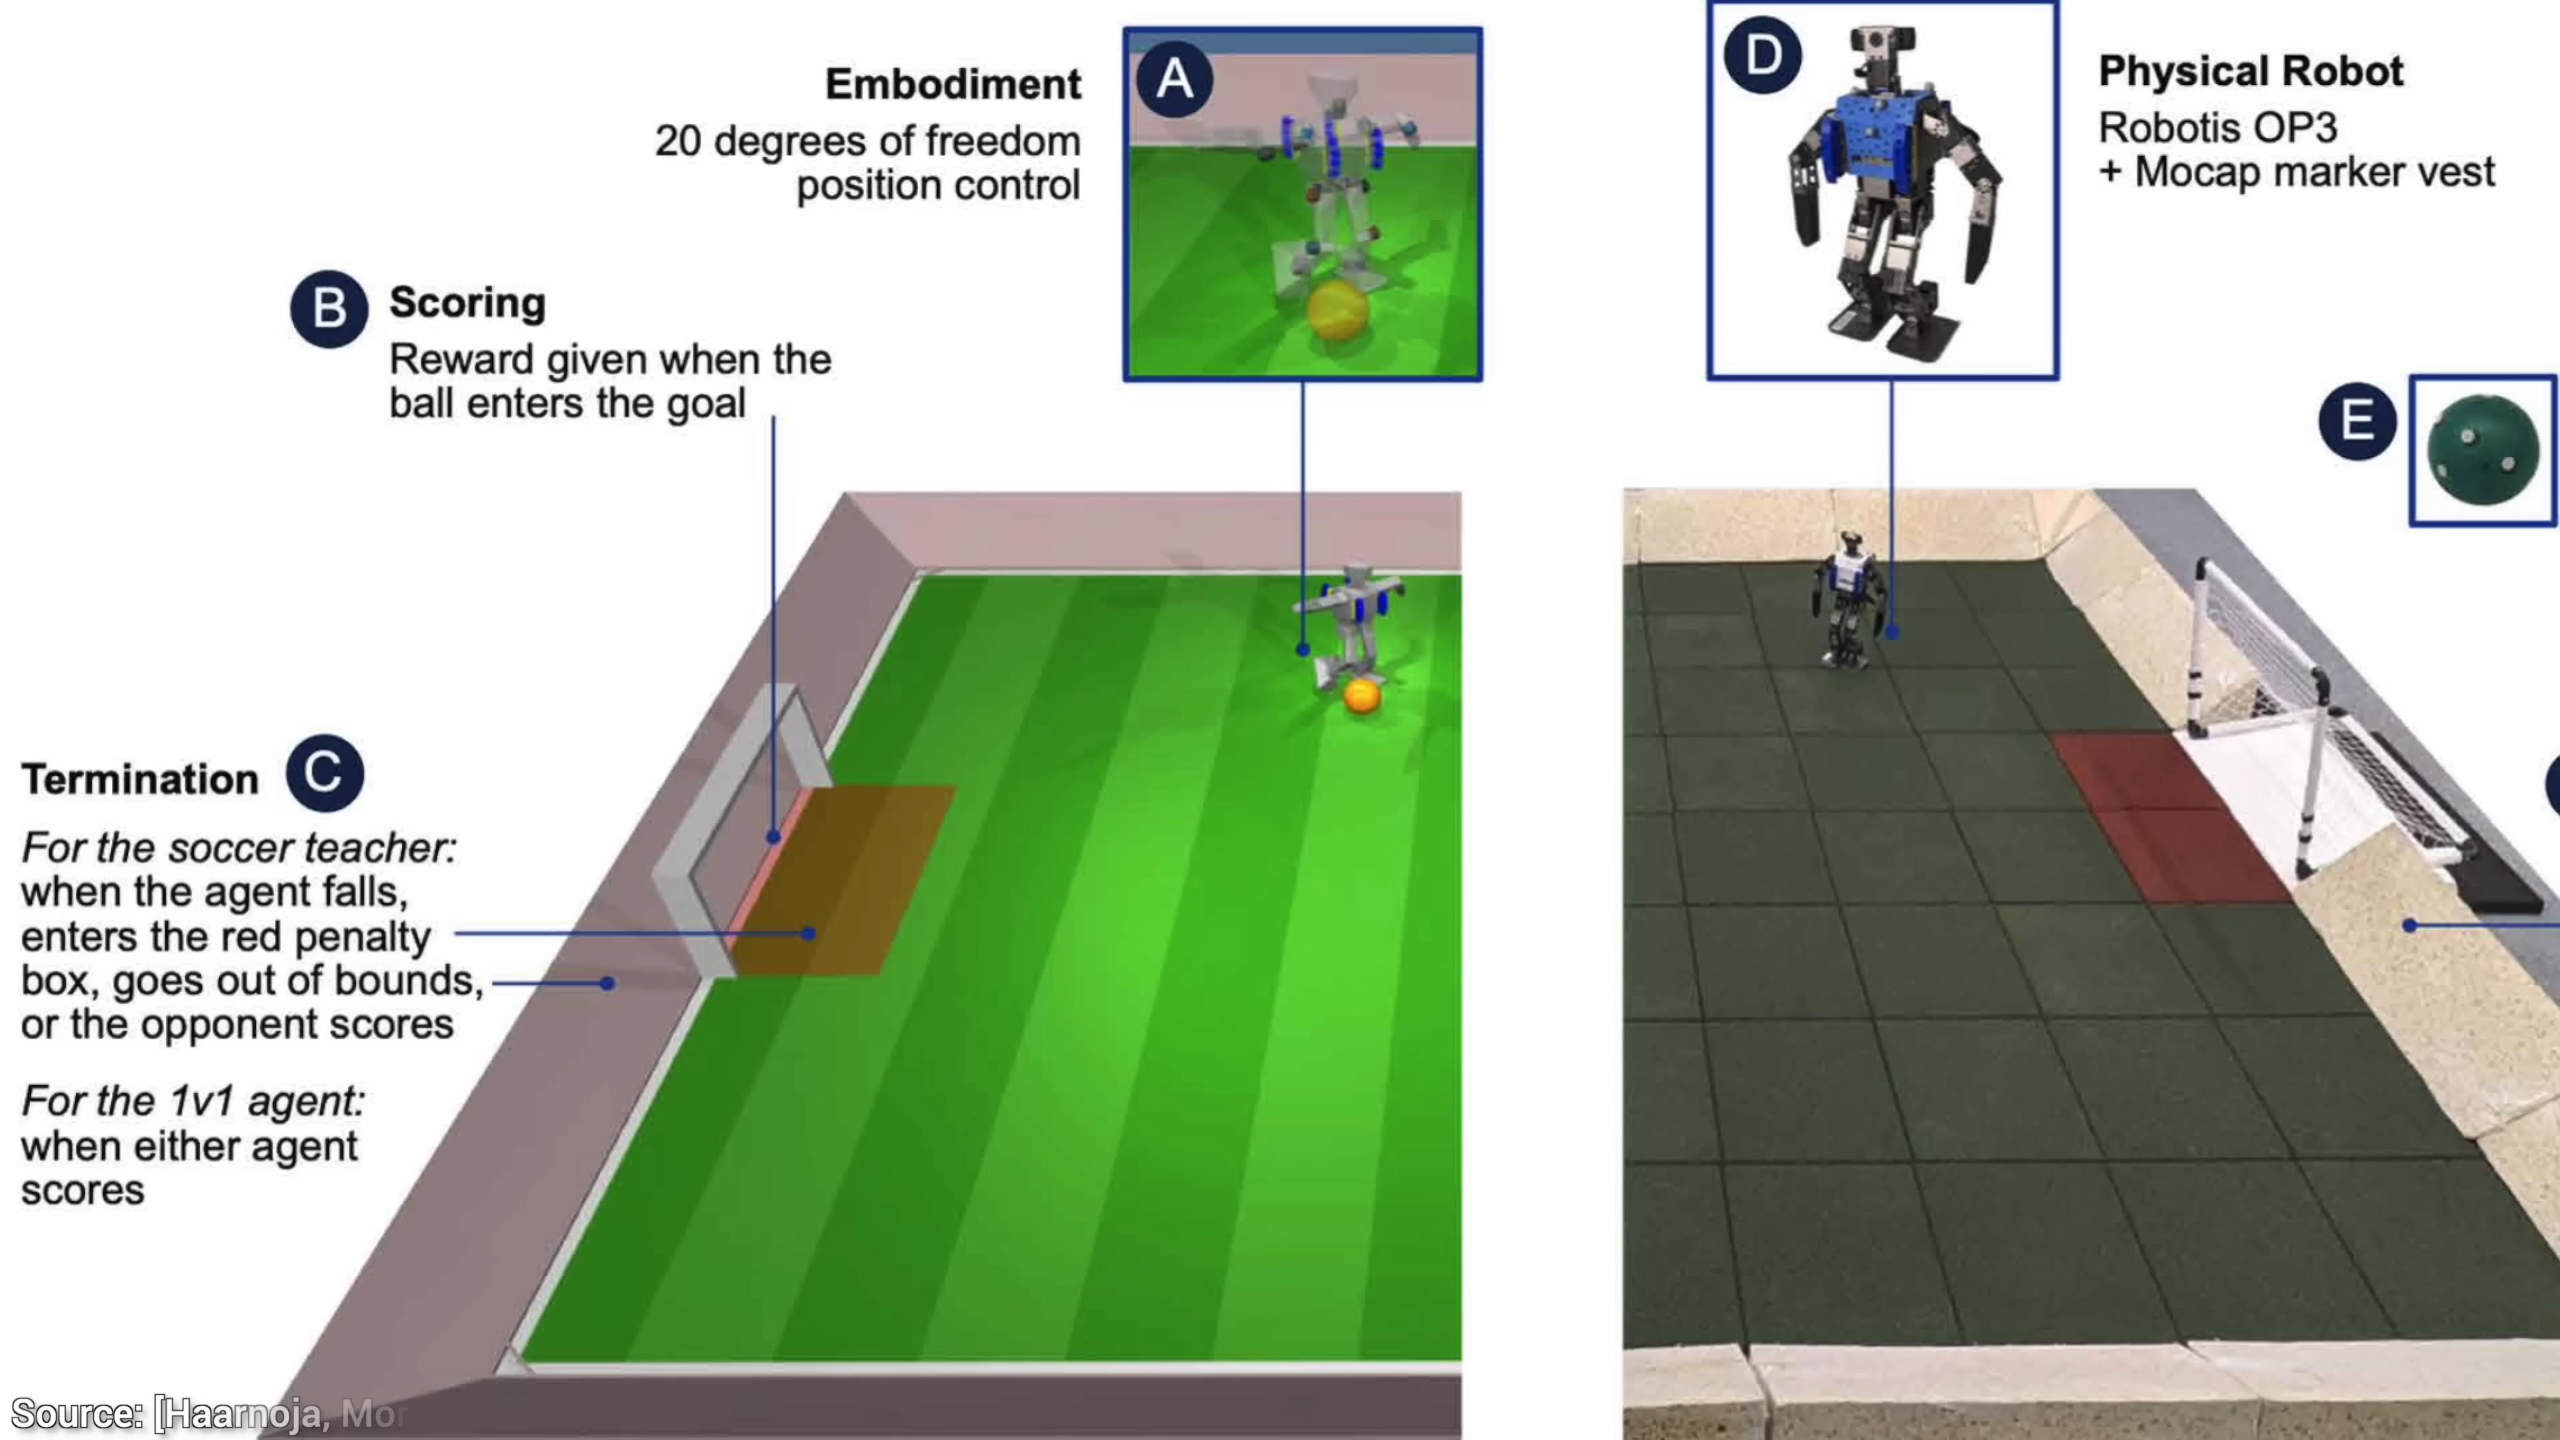 A
Embodiment
20 degrees of freedom
position control
B
Scoring
Reward given when the
ball enters the goal
Termination C
For the soccer teacher:
when the agent falls,
enters the red penalty
box, goes out of bounds,
or the opponent scores
For the 1v1 agent:
when either agent
scores
D
Physical Robot
Robotis OP3
+ Mocap marker vest
E
Source: [Haarnoja, Mor